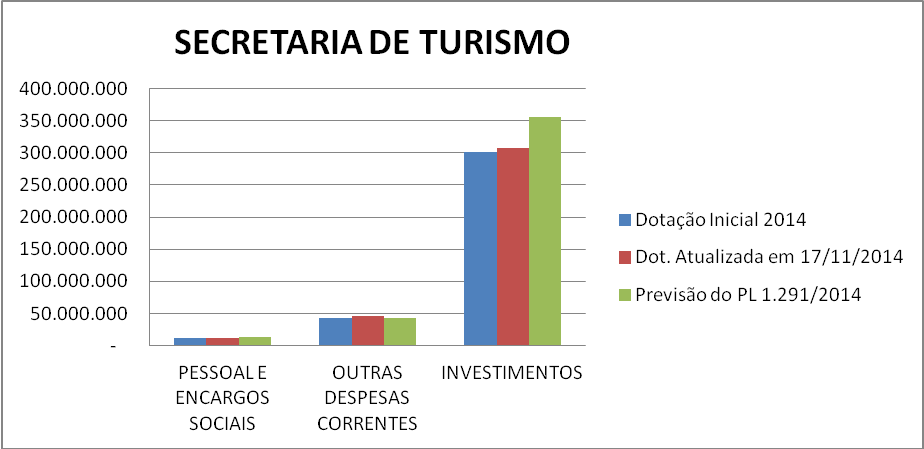 SECRETARIA DE TURISMO
400.000.000
350.000.000
300.000.000
250.000.000
200.000.000
150.000.000
100.000.000
50.000.000
-
PESSOAL E
ENCARGOS
SOCIAIS
OUTRAS
DESPESAS
CORRENTES
INVESTIMENTOS
Dotação Inicial 2014
Dot. Atualizada em 17/11/2014
Previsão do PL 1.291/2014